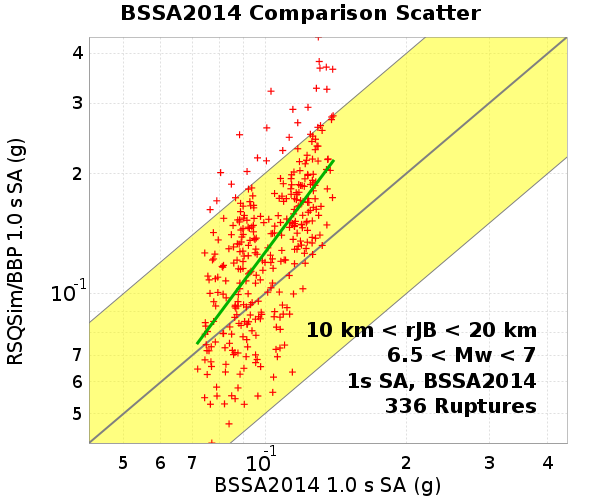 BSSA2014 Comparison Scatter
RSQSim/BBP 1.0 s SA (g)
4
3
2
10-1
7
6
5
10 km < rJB < 20 km
6.5 < Mw < 7
1s SA, BSSA2014
336 Ruptures
5 6 7 10-1 2 3 4
BSSA2014 1.0 s SA (g)